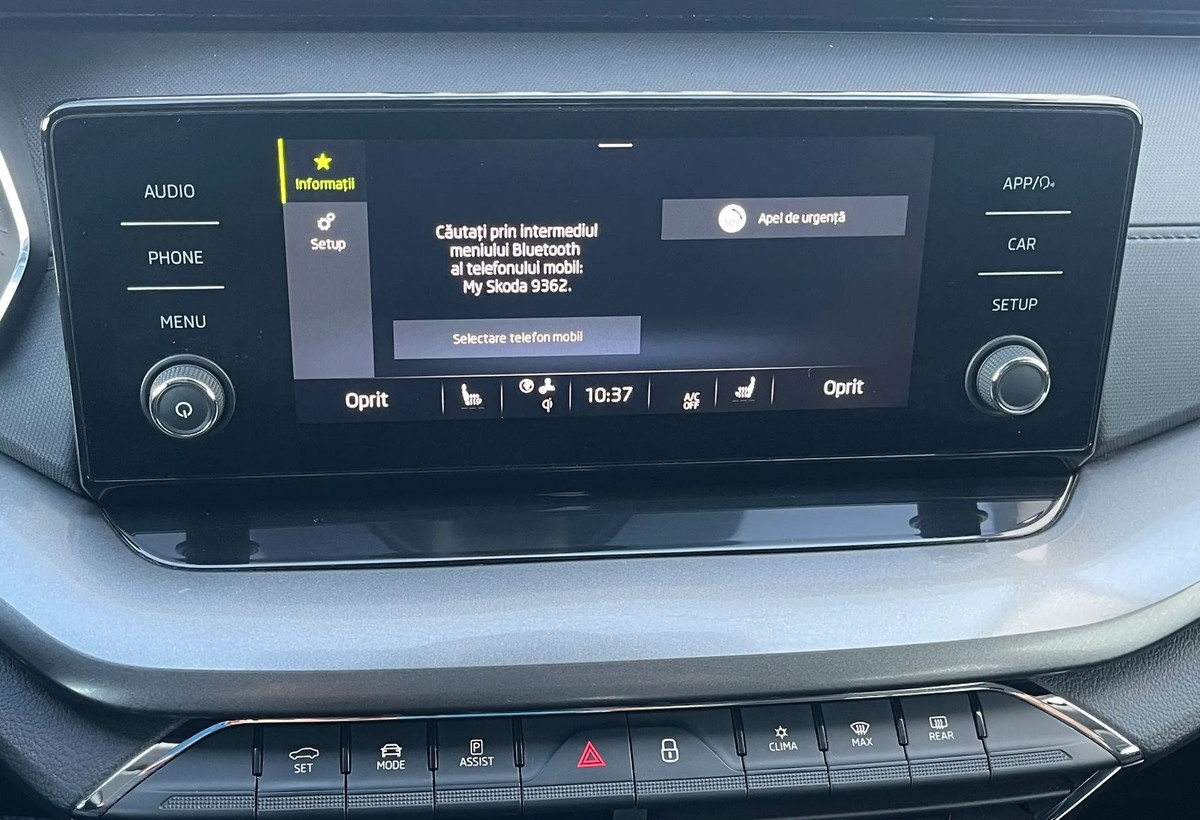 AUDIO
PHONE
MENU
Informații
Setup
Căutați prin intermediul
meniului Bluetooth
al telefonului mobil:
My Skoda 9362.
Selectare telefon mobil
Apel de urgență
Oprit
10:37
A/C
OFF
Oprit
APP/
CAR
SETUP
SET
MODE
P
ASSIST
CLIMA
MAX
REAR